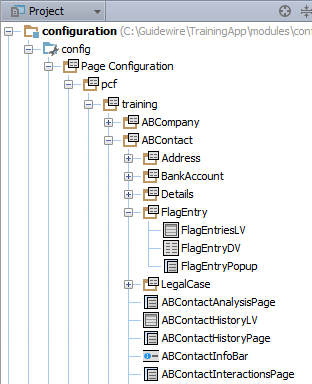 Project
configuration (C:\Guidewire\TrainingApp\modules\con
config
Page Configuration
pcf
training
ABCompany
ABContact
Address
BankAccount
Details
FlagEntry
FlagEntriesLV
FlagEntryDV
FlagEntryPopup
LegalCase
ABContactAnalysisPage
ABContactHistoryLV
ABContactHistoryPage
ABContactInfoBar
ABContactInteractionsPage